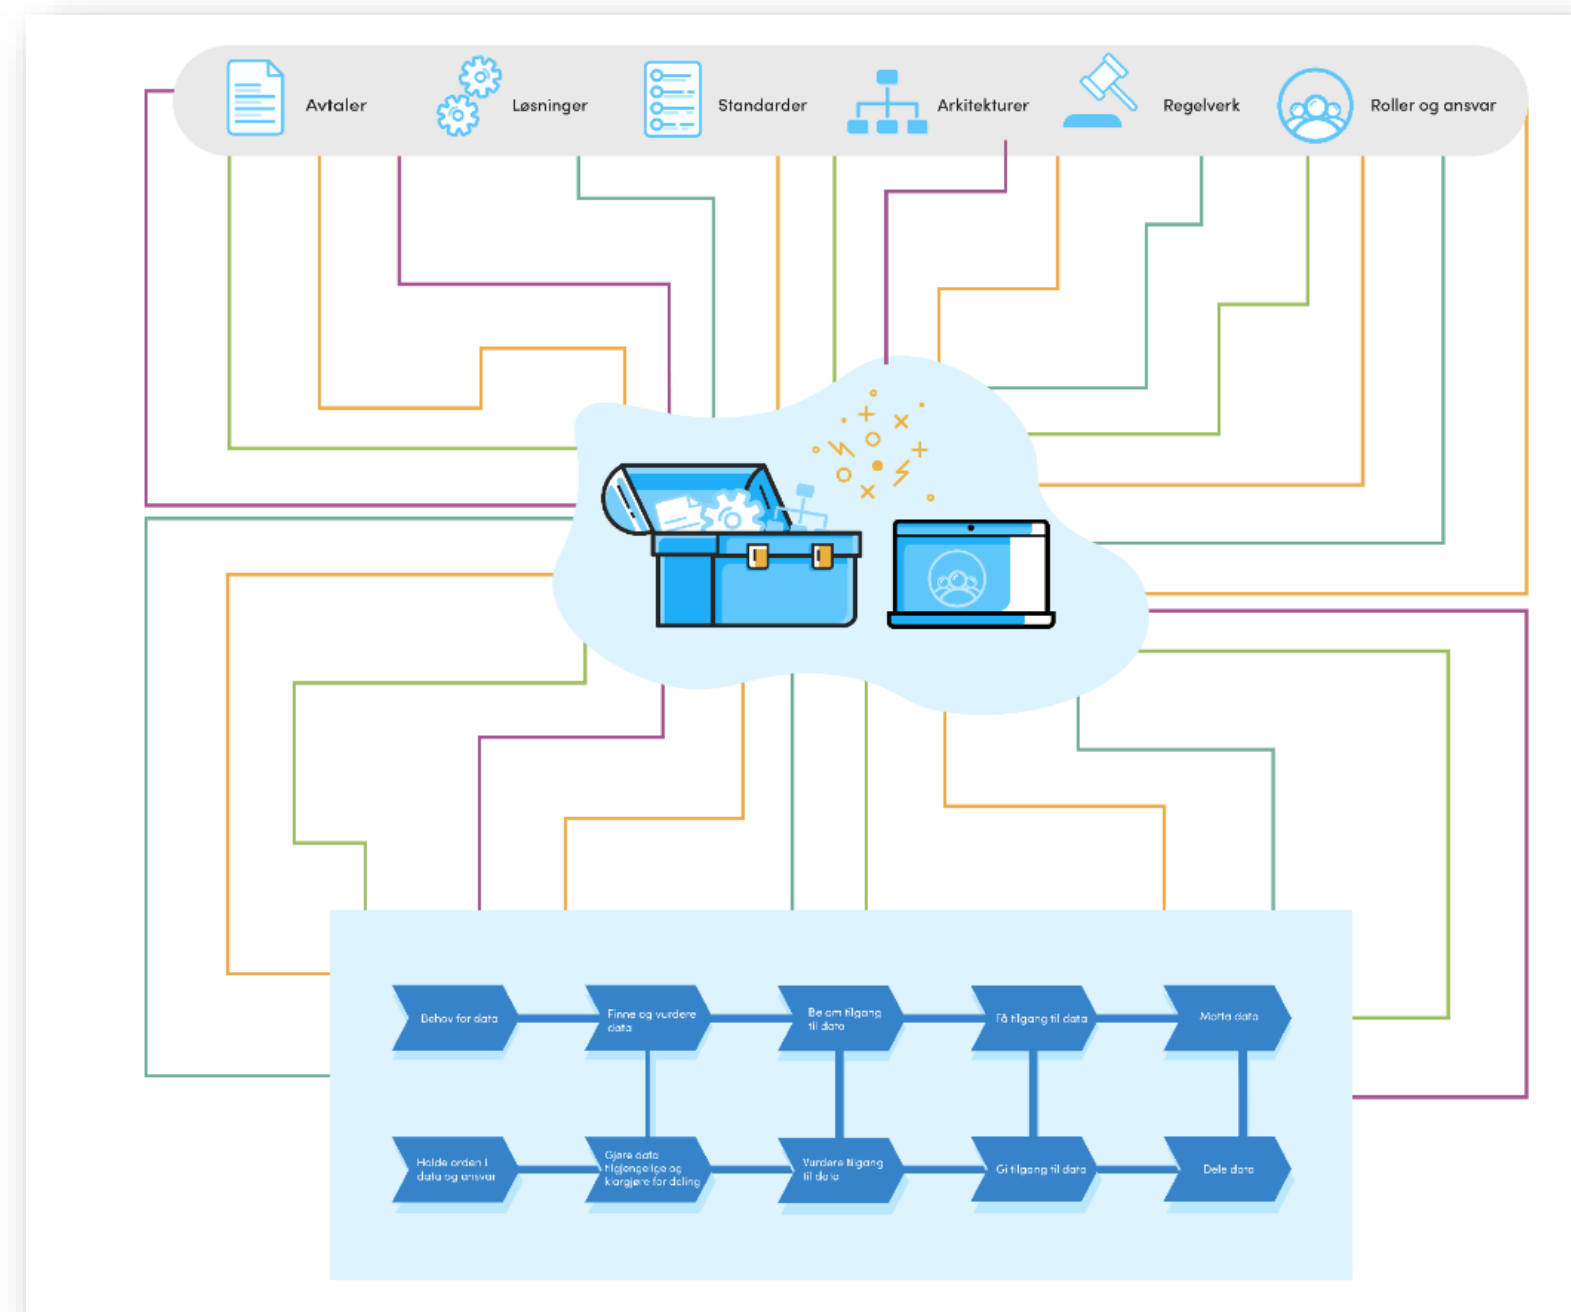 Avtaler
Løsninger
Standarder
Arkitekturer
Regelverk
Roller og ansvar
Behov for data
Finne og vurdere
data
Be om tilgang
til data
Få tilgang til data
Motta data
Holde orden i
data og ansvar
Gjøre data
tilgjengelige og
klargjøre for deling
Vurdere tilgang
til data
Gi tilgang til data
Dele data